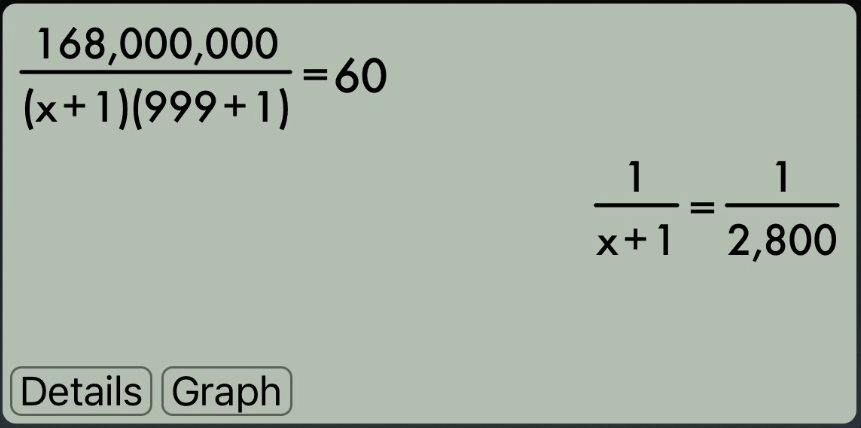 168,000,000
(x+1)(999+1)
=60
1
x+1
=
1
2,800
Details
Graph